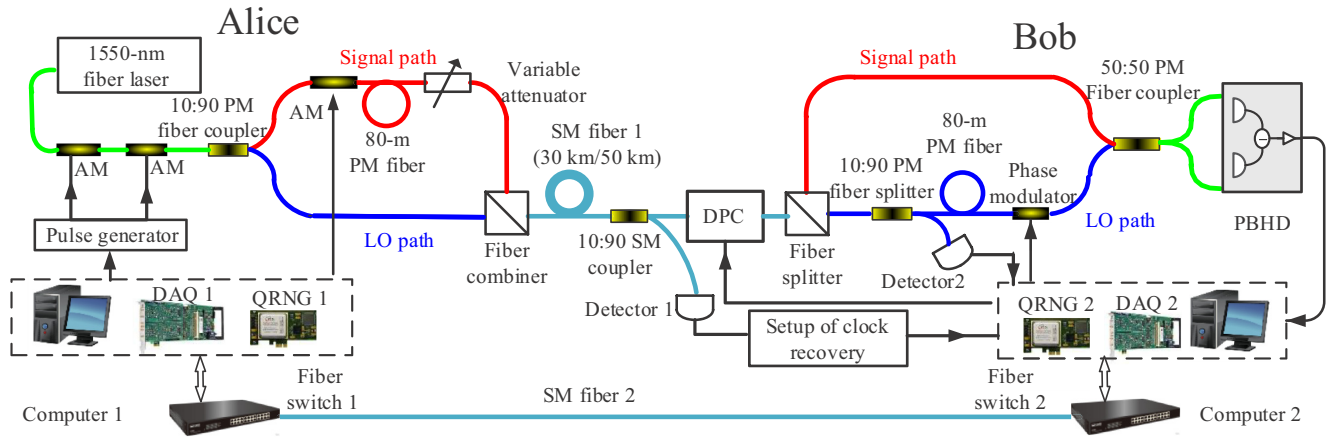 Alice
Bob
1550-nm
fiber laser
10:90 PM
fiber coupler
AM
AM
Pulse generator
Signal path
AM
80-m
PM fiber
Variable
attenuator
LO path
Fiber
combiner
SM fiber 1
(30 km/50 km)
10:90 SM
coupler
Detector 1
DPC
Setup of clock
recovery
Fiber
splitter
Signal path
10:90 PM
fiber splitter
80-m
PM fiber
Phase
modulator
LO path
Detector2
50:50 PM
Fiber coupler
PBHD
DAQ 1
QRNG 1
QRNG 2
DAQ 2
Computer 1
Fiber
switch 1
SM fiber 2
Fiber
switch 2
Computer 2